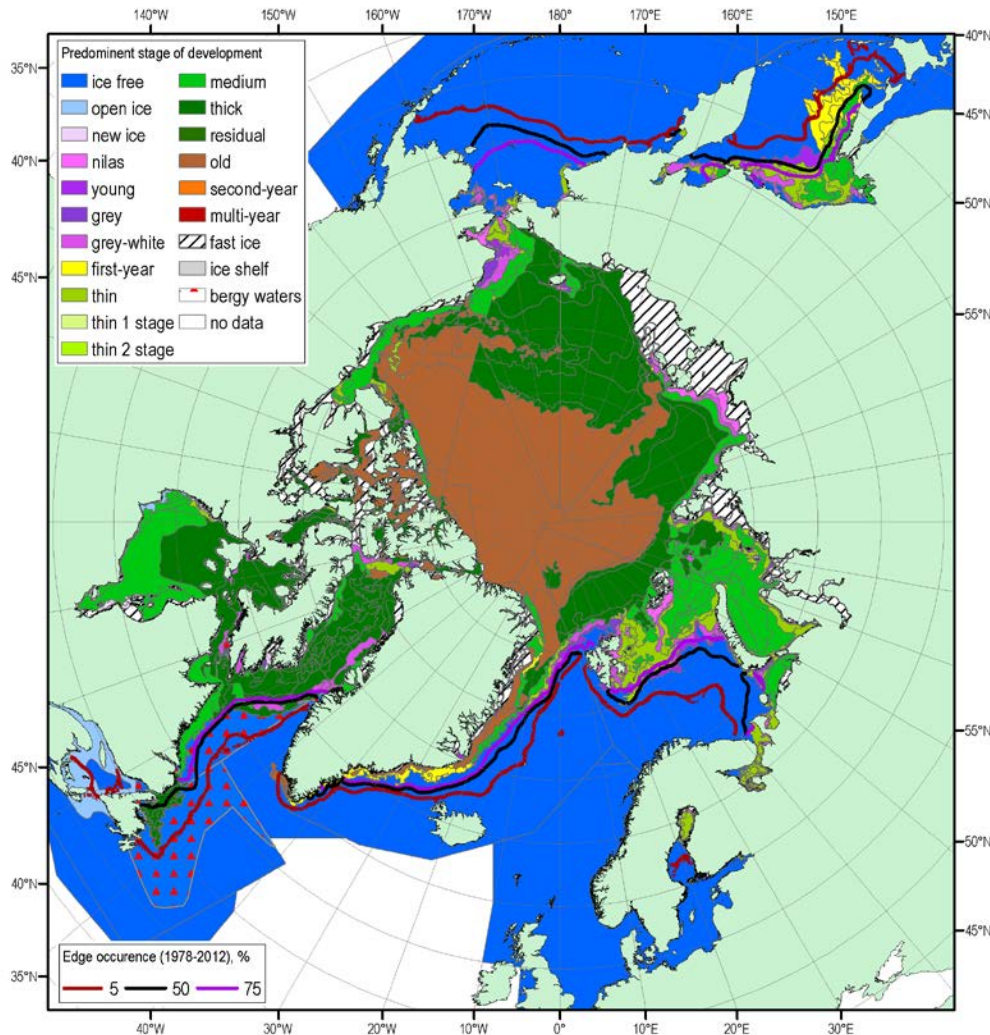 140°W 150°W 160°W 170°W 180° 170°E 160°E 150°E
Predominent stage of development
ice free medium
open ice thick
new ice residual
nilas old
young second-year
grey multi-year
grey-white fast ice
first-year ice shelf
thin bergy waters
thin 1 stage no data
thin 2 stage
35°N
40°N
45°N
45°N
40°N
35°N
40°N
45°N
50°N
55°N
55°N
50°N
45°N
Edge occurence (1978-2012), %
5 50 75
40°W 30°W 20°W 10°W 0° 10°E 20°E 30°E